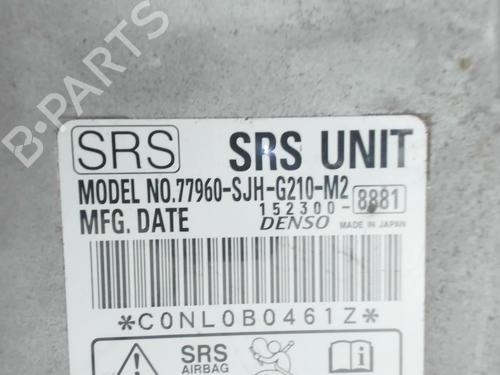 B-PARTS
SRS SRS UNIT
MODEL NO.77960-SJH-G210-M2
MFG. DATE 152300-8881
DENSO MADE IN JAPAN
*C0NL0B0461Z*
SRS
AIRBAG